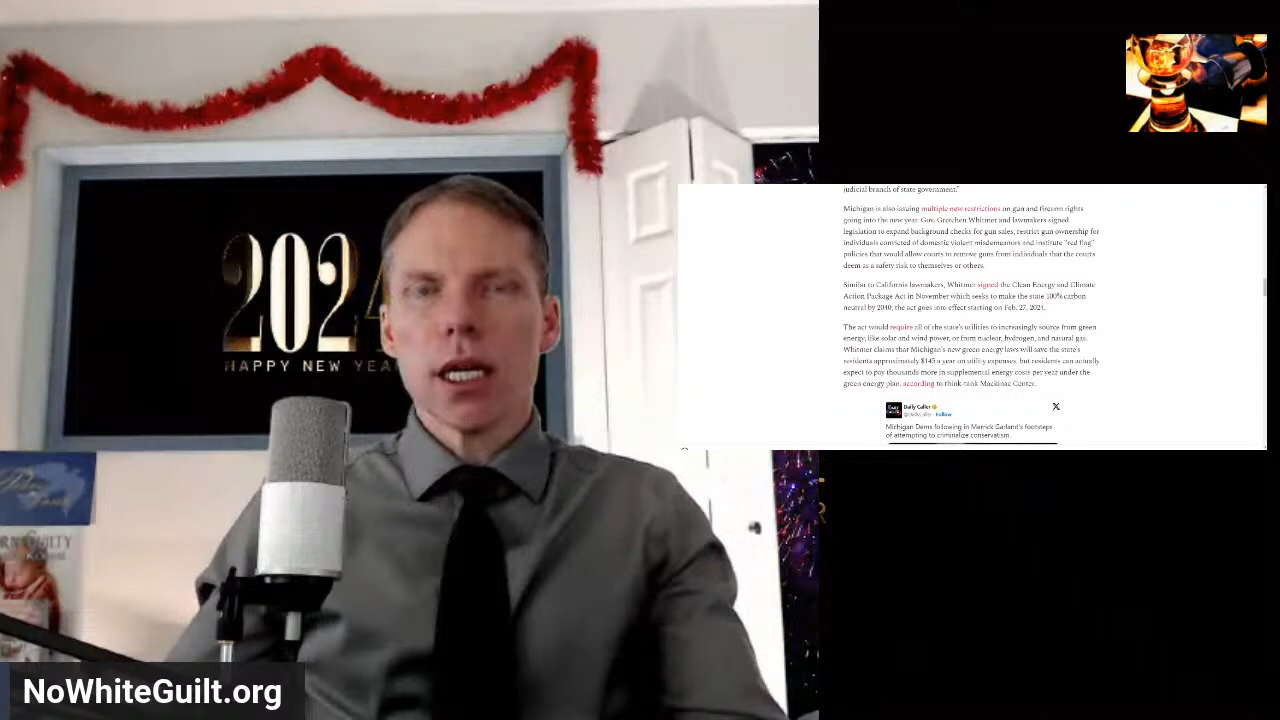 2024
HAPPY NEW YEA
RN GUILTY
NoWhiteGuilt.org
judicial branch of state government."
Michigan is also issuing multiple new restrictions on gun and firearm rights
going into the new year. Gov. Gretchen Whitmer and lawmakers signed
legislation to expand background checks for gun sales, restrict gun ownership for
individuals convicted of domestic violent misdemeanors and institute "red flag"
policies that would allow courts to remove guns from individuals that the courts
deem as a safety risk to themselves or others.
Similar to California lawmakers, Whitmer signed the Clean Energy and Climate
Action Package Act in November which seeks to make the state 100% carbon
neutral by 2040; the act goes into effect starting on Feb. 27, 2024.
The act would require all of the state's utilities to increasingly source from green
energy, like solar and wind power, or from nuclear, hydrogen, and natural gas.
Whitmer claims that Michigan's new green energy laws will save the state's
residents approximately $145 a year on utility expenses, but residents can actually
expect to pay thousands more in supplemental energy costs per year under the
green energy plan, according to think-tank Mackinac Center.
Daily Caller
@DailyCaller Follow
Michigan Dems following in Merrick Garland's footsteps
of attempting to criminalize conservatism.